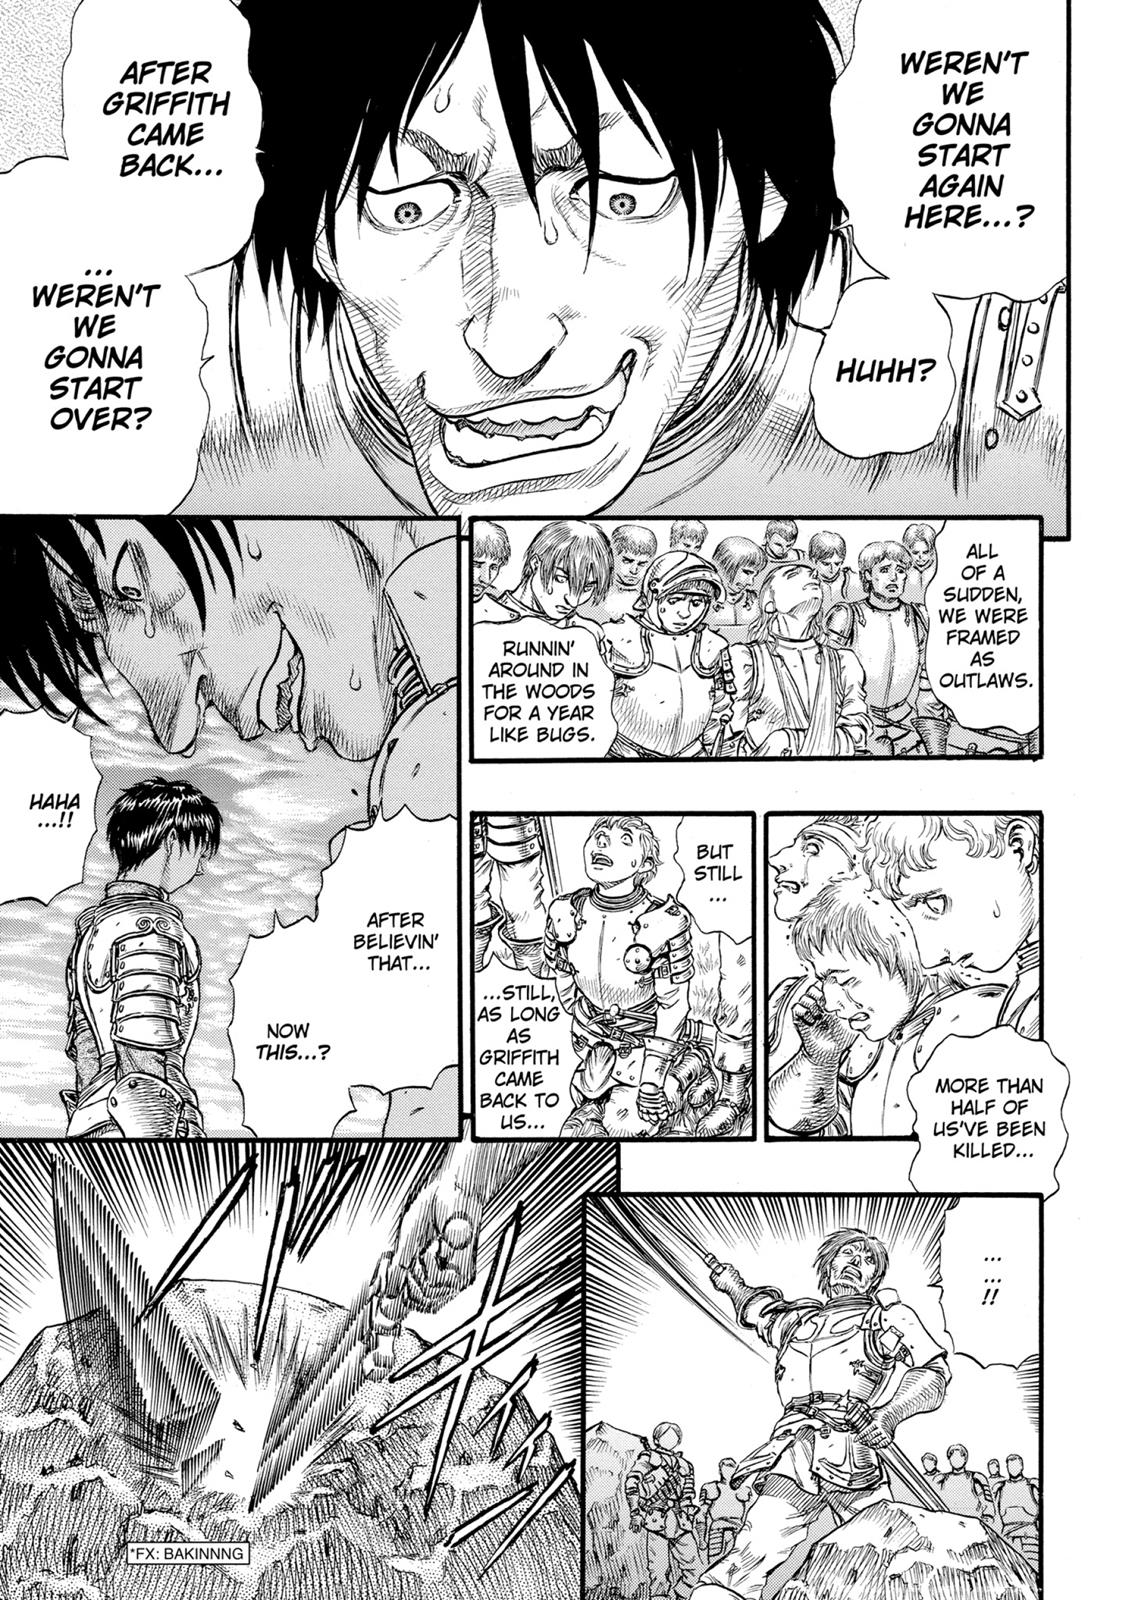 WEREN'T
WE
GONNA
START
AGAIN
HERE...?
HUHH?
AFTER
GRIFFITH
CAME
BACK...
...
WEREN'T
WE
GONNA
START
OVER?
ALL
OF A
SUDDEN,
WE WERE
FRAMED
AS
OUTLAWS.
RUNNIN'
AROUND IN
THE WOODS
FOR A YEAR
LIKE BUGS.
MORE THAN
HALF OF
US'VE BEEN
KILLED...
BUT
STILL
...
...STILL,
AS LONG
AS
GRIFFITH
CAME
BACK TO
US...
AFTER
BELIEVIN'
THAT...
NOW
THIS...?
HAHA
...!!
...
...
!!
*FX: BAKINNNG